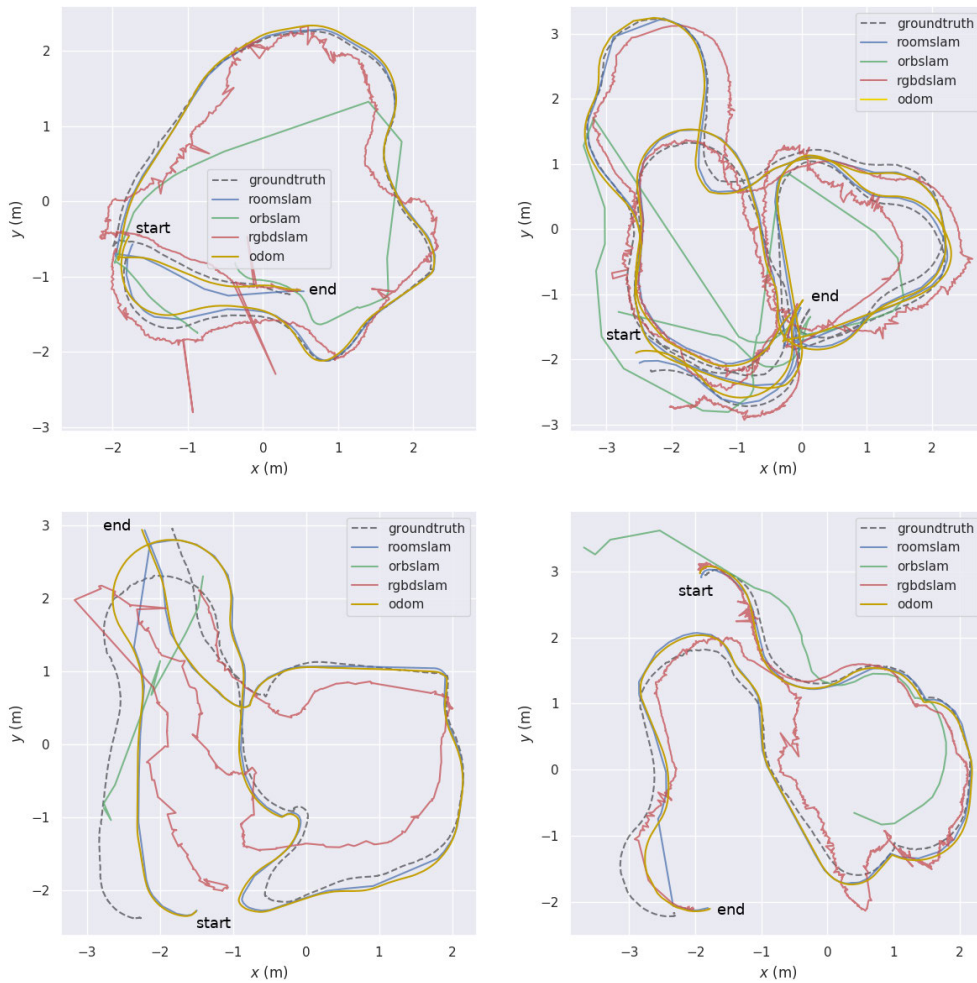 2
1
0
−1
−2
−3
y (m)
−2
−1
0
1
2
x (m)
start
end
groundtruth
roomslam
orbslam
rgbdslam
odom
3
2
1
0
−1
−2
−3
y (m)
−3
−2
−1
0
1
2
x (m)
start
end
groundtruth
roomslam
orbslam
rgbdslam
odom
3
2
1
0
−1
−2
y (m)
−3
−2
−1
0
1
2
x (m)
end
start
groundtruth
roomslam
orbslam
rgbdslam
odom
3
2
1
0
−1
−2
y (m)
−3
−2
−1
0
1
2
x (m)
start
end
groundtruth
roomslam
orbslam
rgbdslam
odom